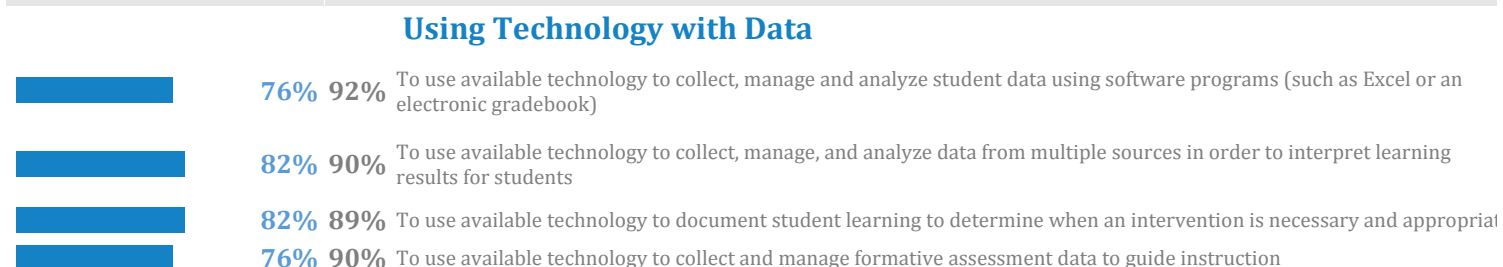 Using Technology with Data
76% 92% To use available technology to collect, manage and analyze student data using software programs (such as Excel or an
electronic gradebook)
82% 90% To use available technology to collect, manage, and analyze data from multiple sources in order to interpret learning
results for students
82% 89% To use available technology to document student learning to determine when an intervention is necessary and appropriat
76% 90% To use available technology to collect and manage formative assessment data to guide instruction